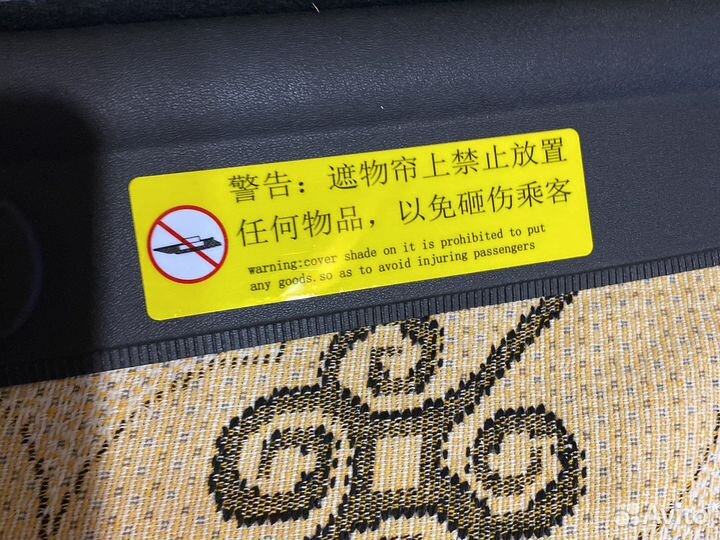 警告：遮物帘上禁止放置
任何物品，以免砸伤乘客
warning:cover shade on it is prohibited to put
any goods.so as to avoid injuring passengers
Avito